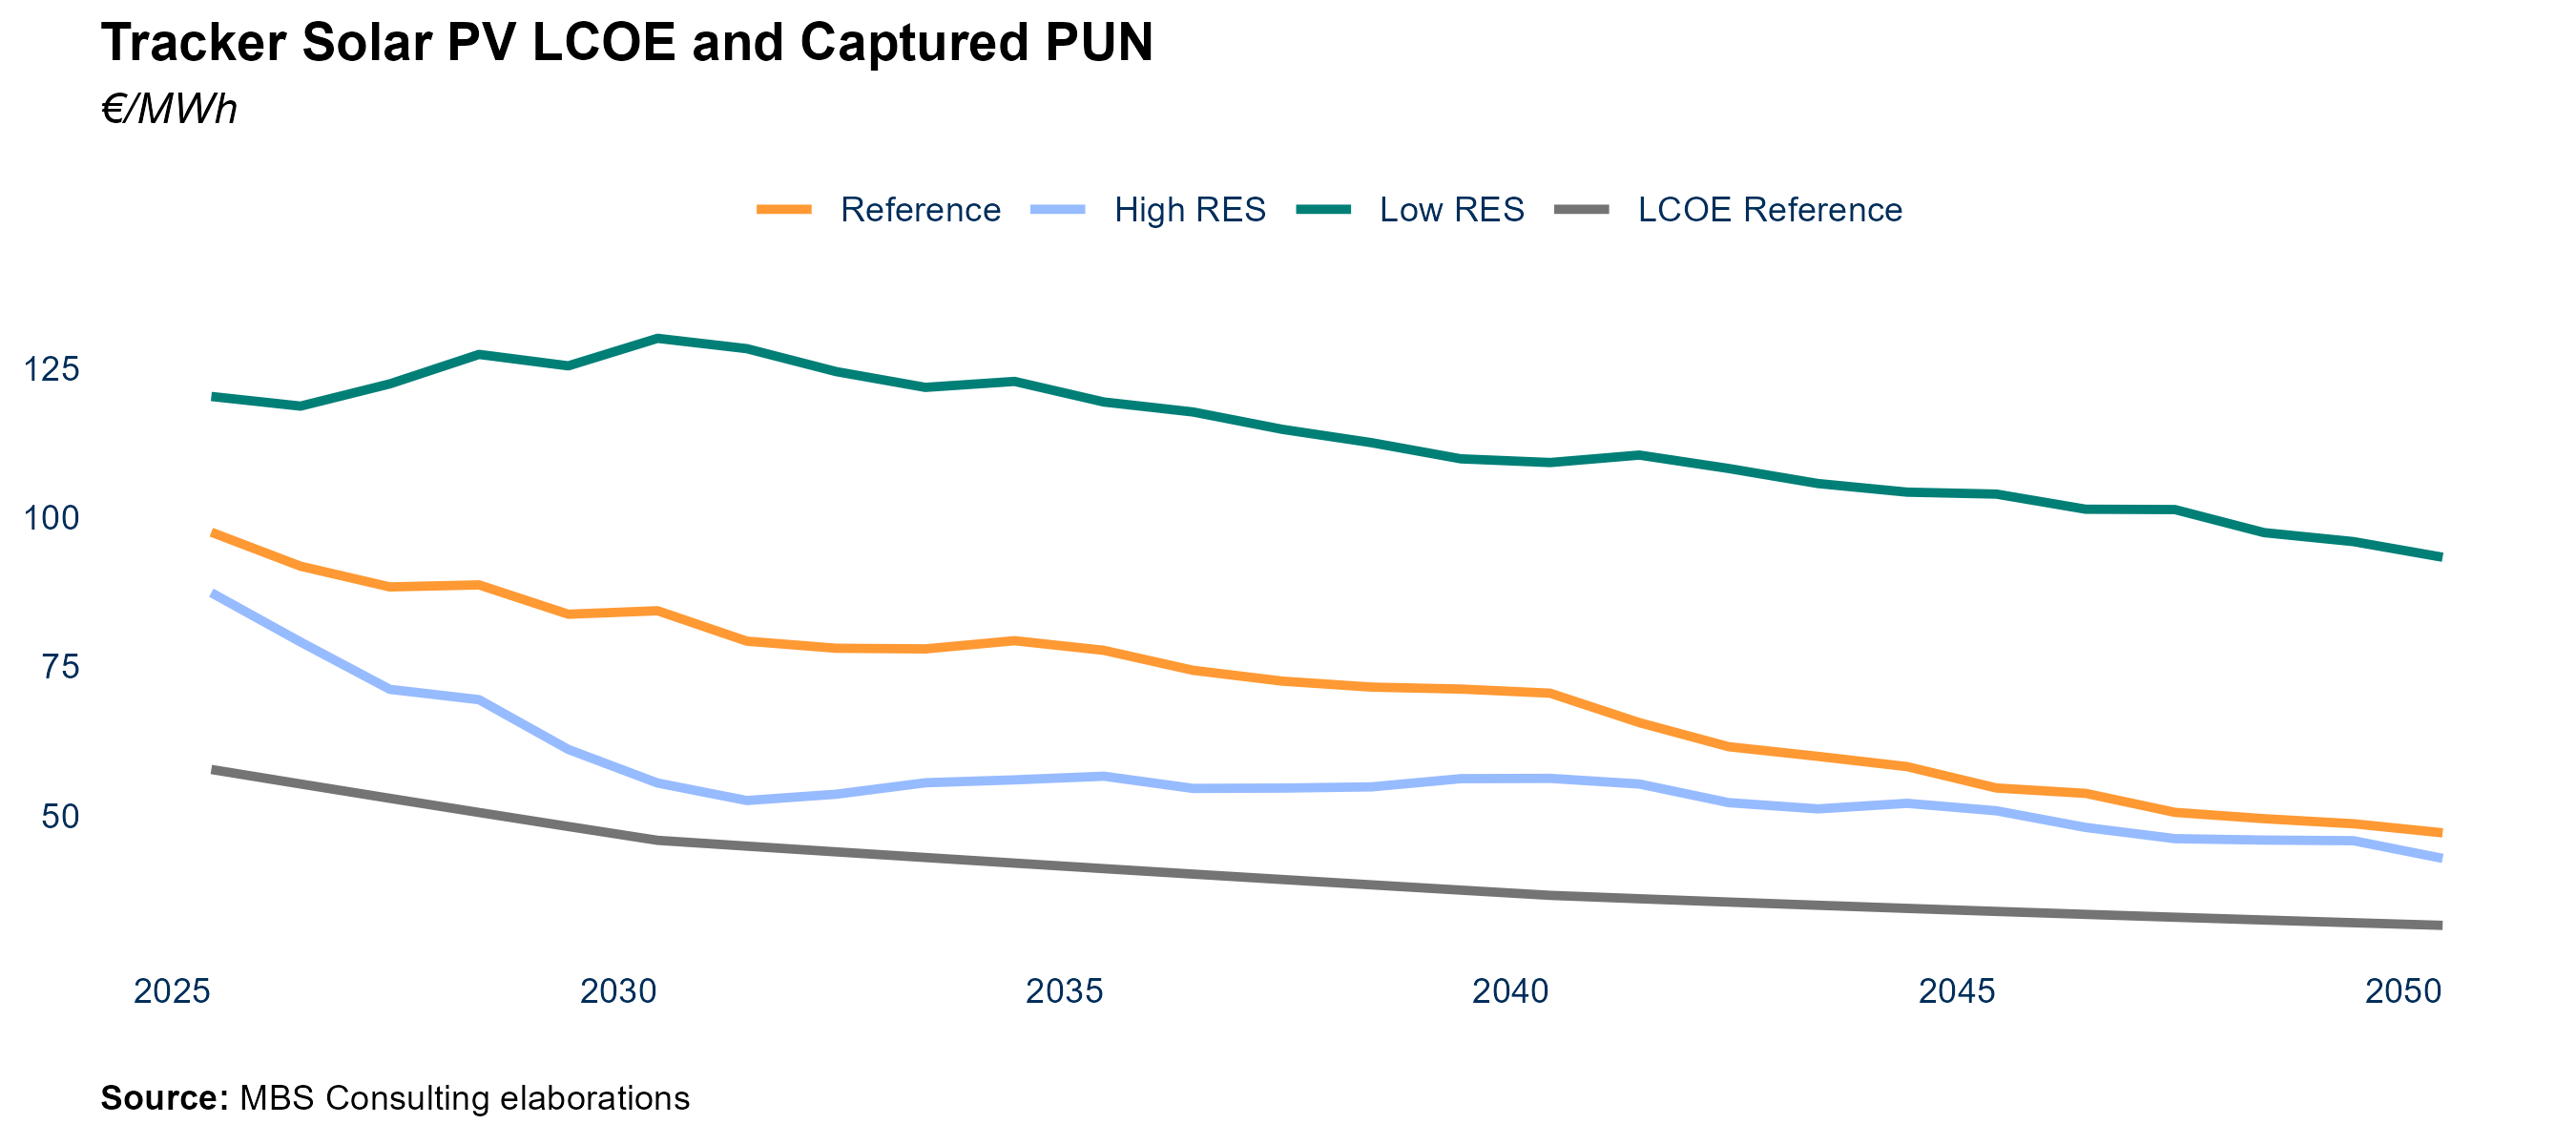 Tracker Solar PV LCOE and Captured PUN
€/MWh
Reference High RES Low RES LCOE Reference
125
100
75
50
2025 2030 2035 2040 2045 2050
Source: MBS Consulting elaborations